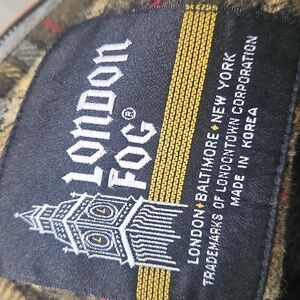 LONDON
FOG®
LONDON♦BALTIMORE♦NEW YORK
TRADEMARKS OF LONDONTOWN CORPORATION
MADE IN KOREA